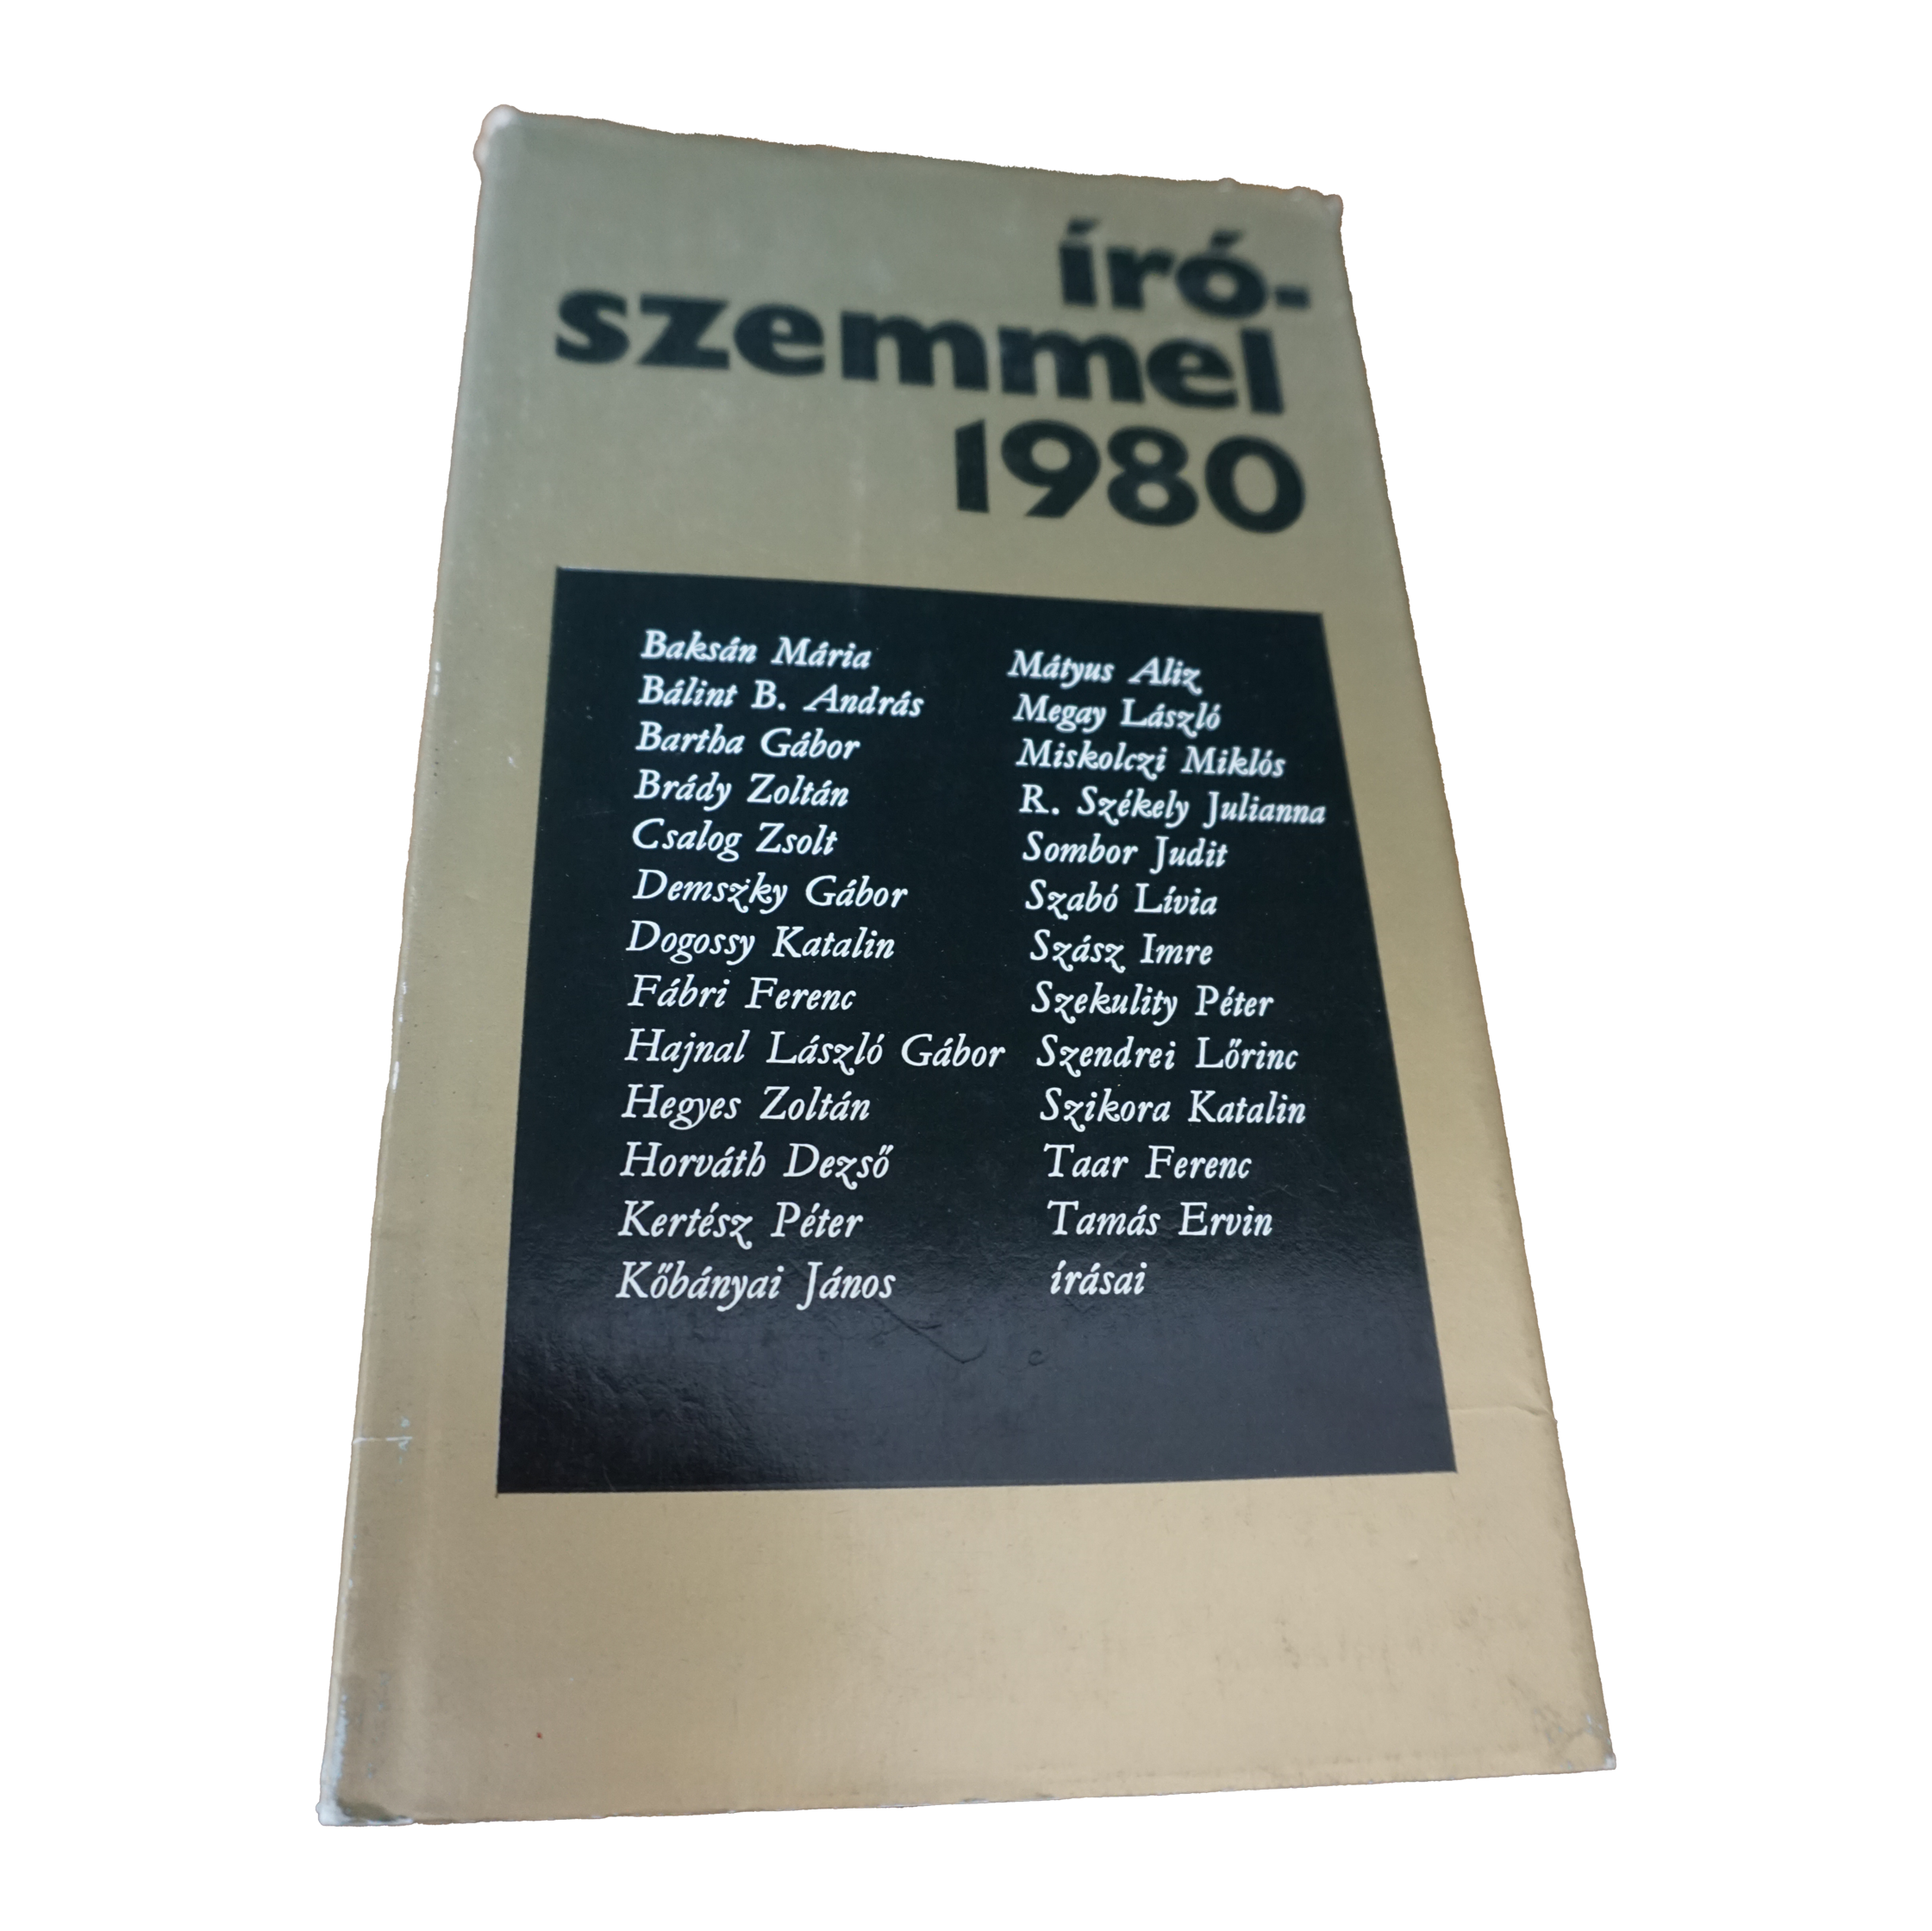 író-
szemmel
1980
Baksán Mária
Bálint B. András
Bartha Gábor
Brády Zoltán
Csalog Zsolt
Demszky Gábor
Dogossy Katalin
Fábri Ferenc
Hajnal László Gábor
Hegyes Zoltán
Horváth Dezső
Kertész Péter
Kőbányai János
Mátyus Aliz
Megay László
Miskolczi Miklós
R. Székely Julianna
Sombor Judit
Szabó Lívia
Szász Imre
Szekulity Péter
Szendrei Lőrinc
Szikora Katalin
Taar Ferenc
Tamás Ervin
írásai